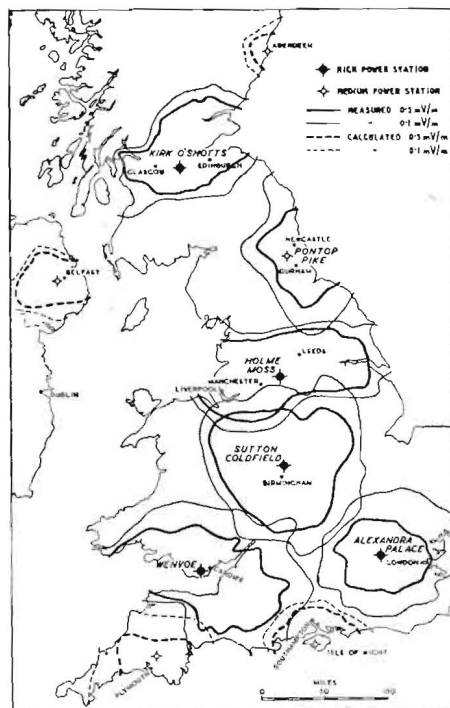 ABERDEEN
HIGH POWER STATION
MEDIUM POWER STATION
MEASURED 0·5 mV/m
" 0·1 mV/m
CALCULATED 0·5 mV/m
" 0·1 mV/m
KIRK O'SHOTTS
GLASGOW
EDINBURGH
NEWCASTLE
PONTOP
PIKE
DURHAM
BELFAST
LEEDS
HOLME
MOSS
MANCHESTER
LIVERPOOL
DUBLIN
SUTTON
COLDFIELD
BIRMINGHAM
ALEXANDRA
PALACE
LONDON
WENVOE
CARDIFF
SOUTHAMPTON
ISLE OF WIGHT
PLYMOUTH
MILES
0 50 100